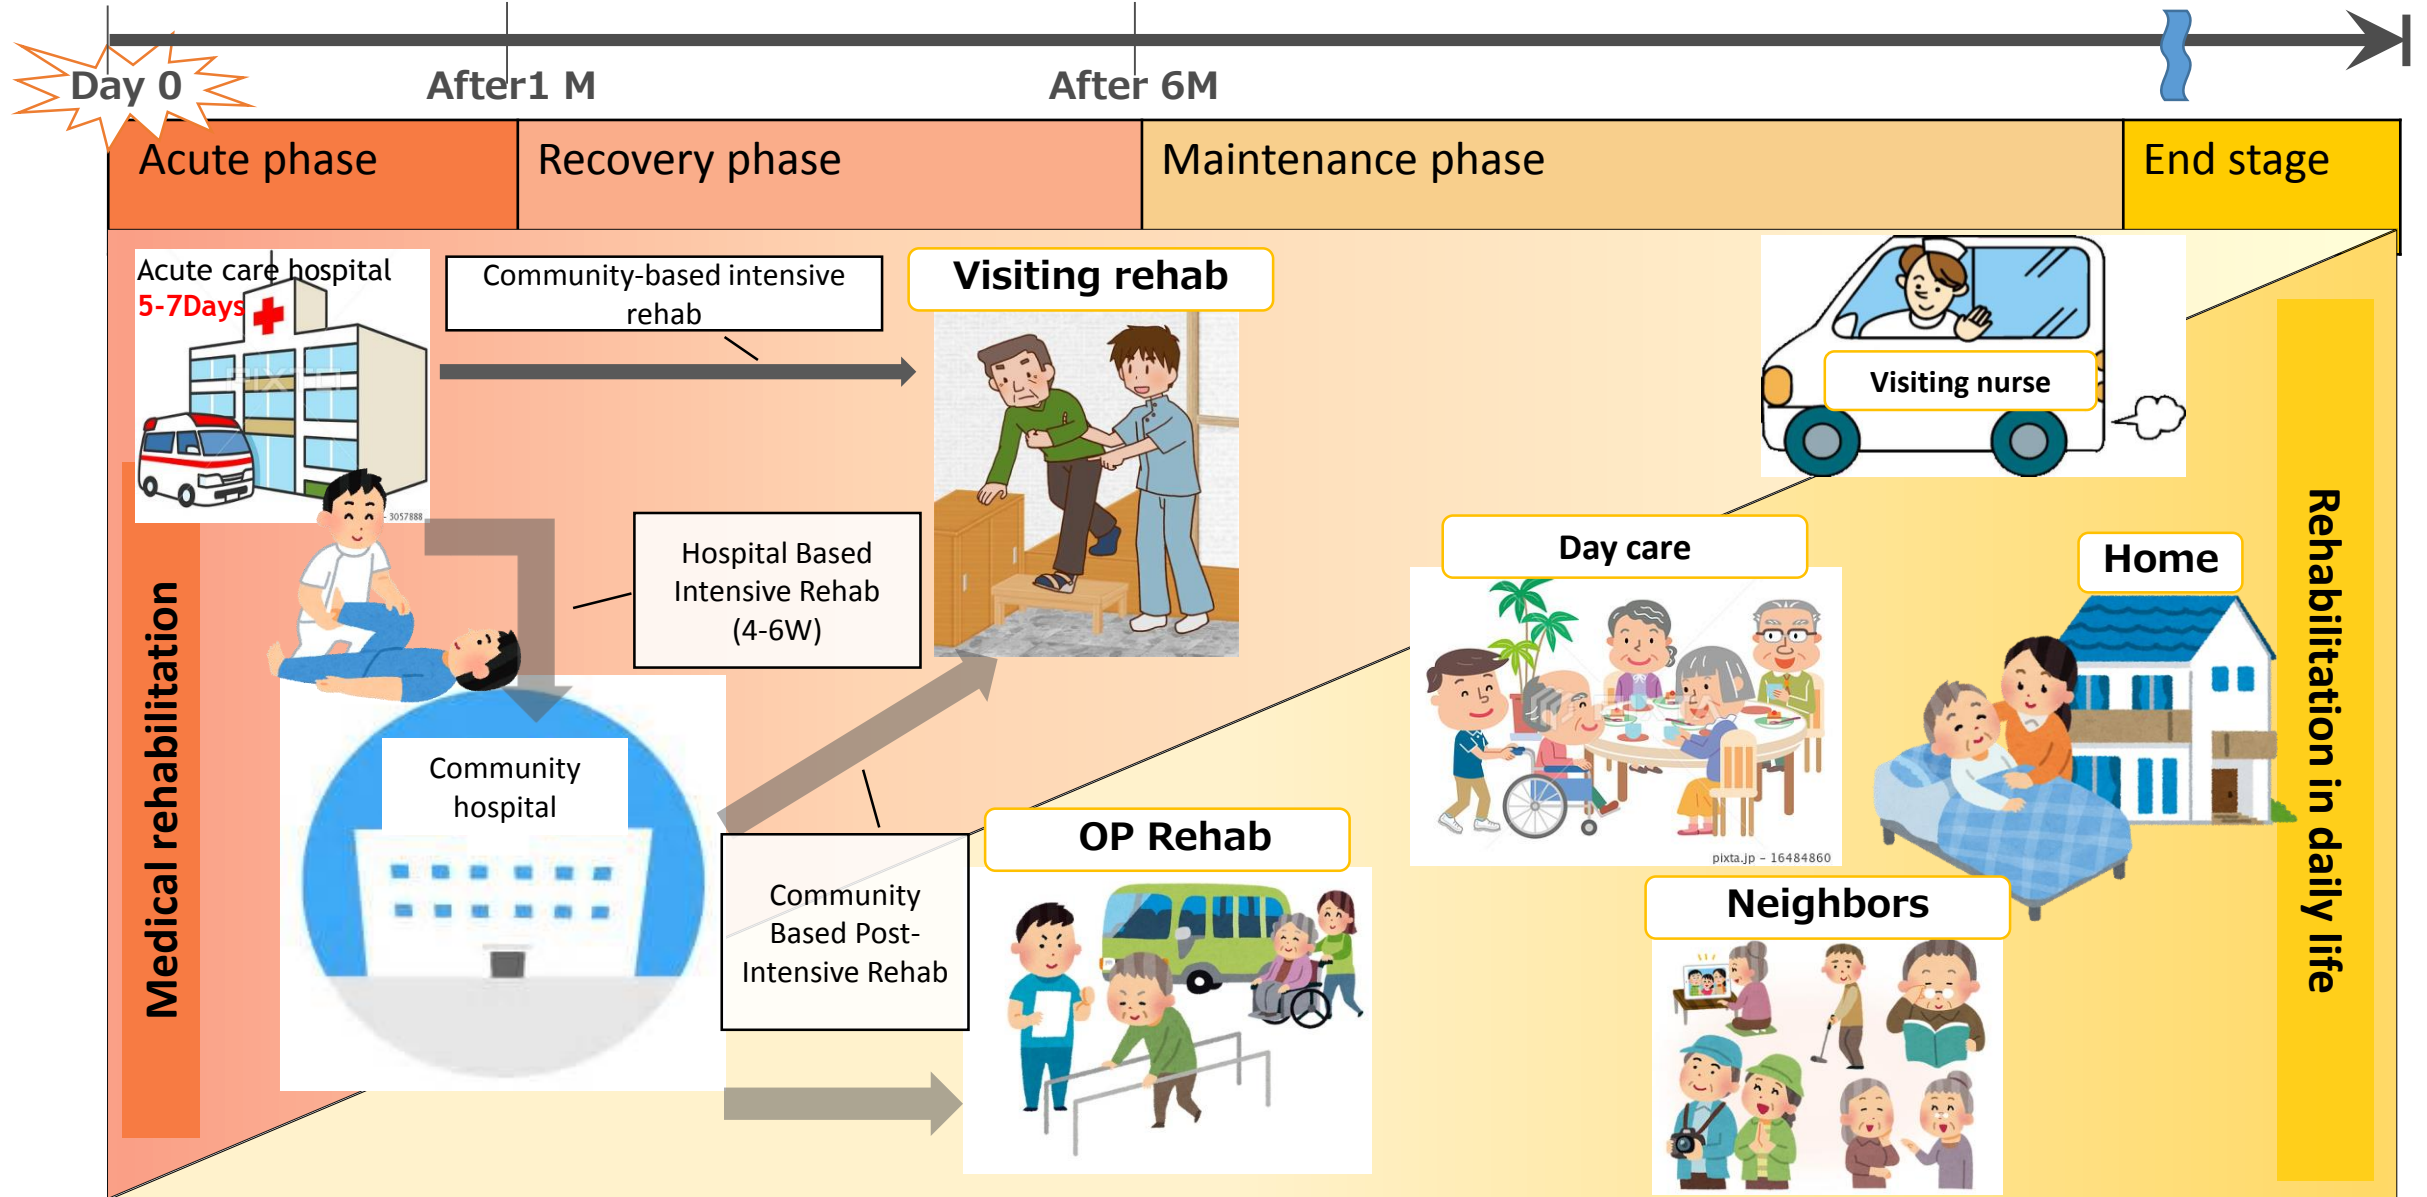 Day 0
After1 M
After 6M
Acute phase
Recovery phase
Maintenance phase
End stage
Acute care hospital
5-7Days
Community-based intensive
rehab
Visiting rehab
Visiting nurse
- 3057888
Hospital Based
Intensive Rehab
(4-6W)
Day care
Home
Medical rehabilitation
Rehabilitation in daily life
Community
hospital
OP Rehab
pixta.jp - 16484860
Community
Based Post-
Intensive Rehab
Neighbors